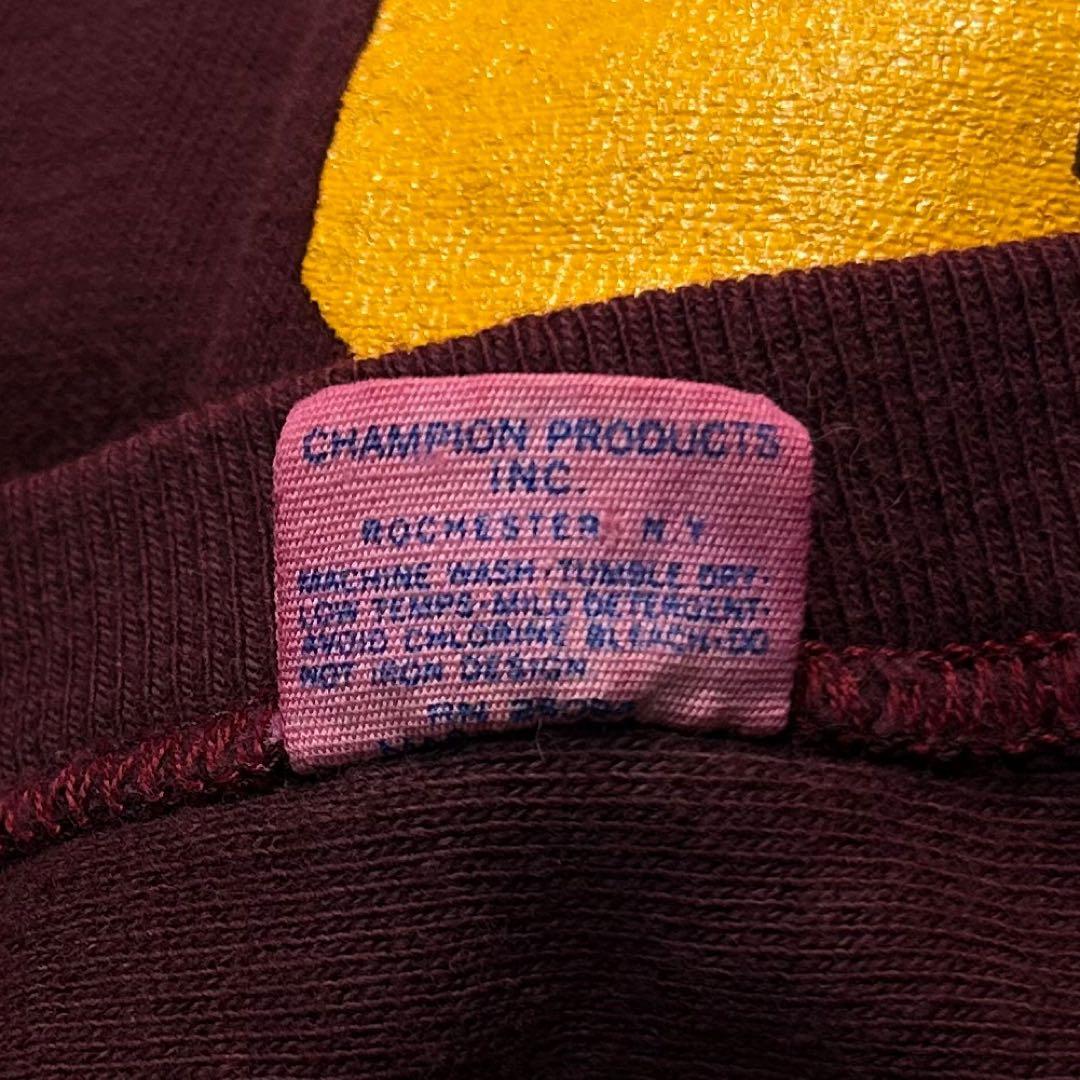 CHAMPION PRODUCTS
INC.
ROCHESTER N.Y
MACHINE WASH-TUMBLE DRY-
LOW TEMPS-MILD DETERGENT-
AVOID CHLORINE BLEACH-DO
NOT IRON DESIGN
RN